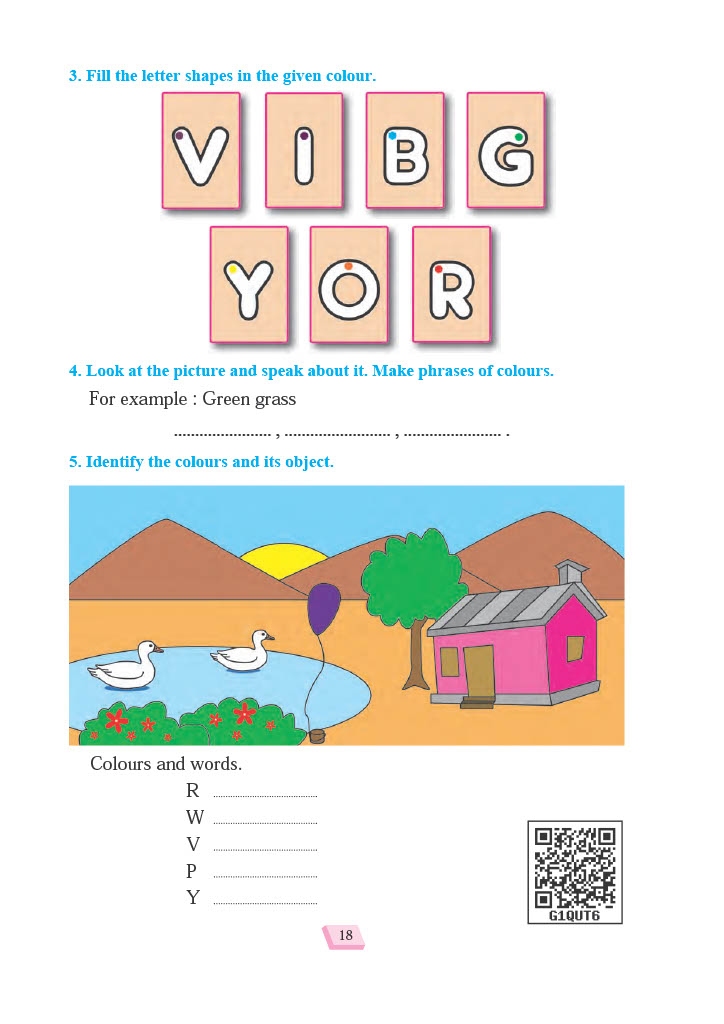 3. Fill the letter shapes in the given colour.
V I B G
Y O R
4. Look at the picture and speak about it. Make phrases of colours.
For example : Green grass
....................... , ......................... , ....................... .
5. Identify the colours and its object.
Colours and words.
R .....................................
W .....................................
V .....................................
P .....................................
Y .....................................
G1QUT6
18